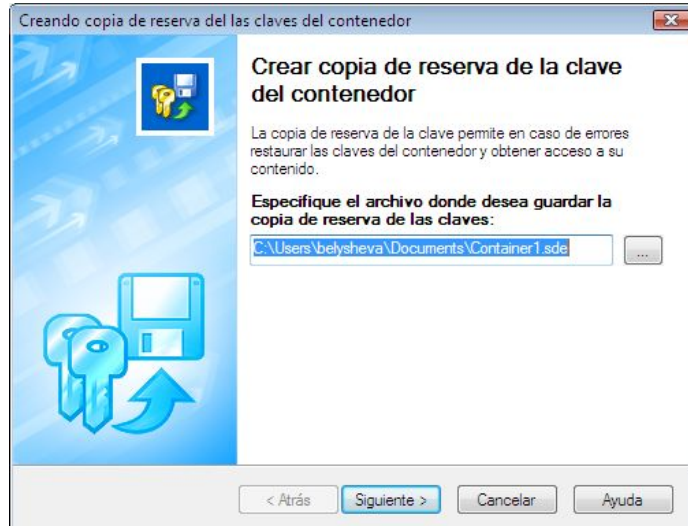 Creando copia de reserva del las claves del contenedor
Crear copia de reserva de la clave
del contenedor
La copia de reserva de la clave permite en caso de errores
restaurar las claves del contenedor y obtener acceso a su
contenido.
Especifique el archivo donde desea guardar la
copia de reserva de las claves:
C:\Users\belysheva\Documents\Container1.sde
...
< Atrás
Siguiente >
Cancelar
Ayuda